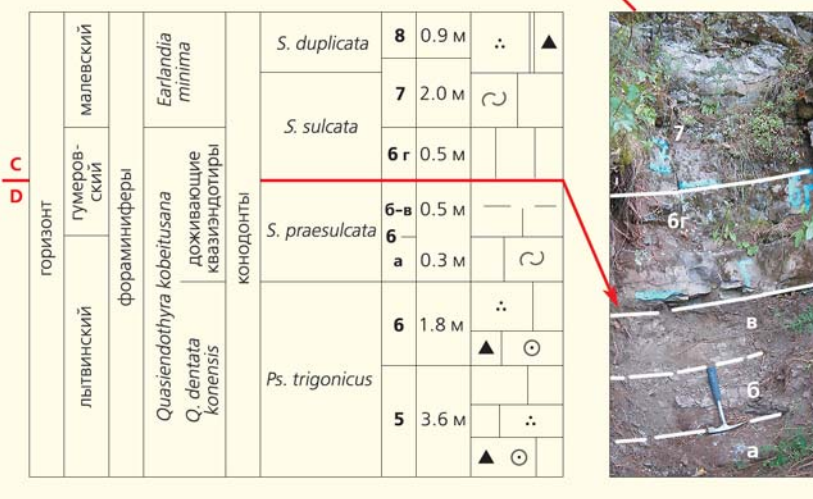 C
D
горизонт
малевский
гумеров-
ский
лытвинский
фораминиферы
Earlandia
minima
Quasiendothyra kobeitusana
доживающие
квазиэндотиры
Q. dentata
konensis
конодонты
S. duplicata
S. sulcata
S. praesulcata
Ps. trigonicus
8 0.9 м
7 2.0 м
6 г 0.5 м
б–в 0.5 м
6
а 0.3 м
6 1.8 м
5 3.6 м
7
6г
в
б
а